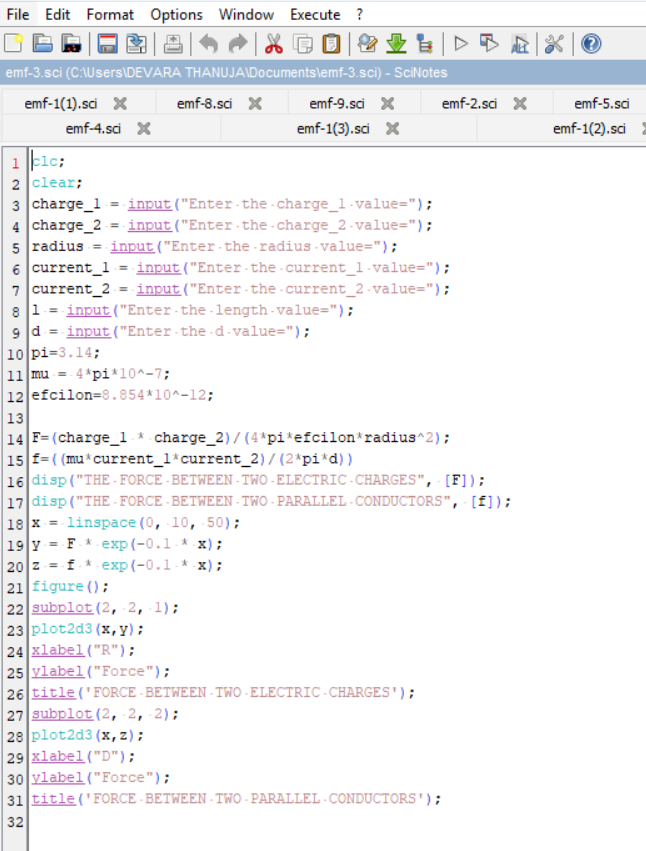 File Edit Format Options Window Execute ?
emf-3.sci (C:\Users\DEVARA THANUJA\Documents\emf-3.sci) - SciNotes
emf-1(1).sci emf-8.sci emf-9.sci emf-2.sci emf-5.sci
emf-4.sci emf-1(3).sci emf-1(2).sci
1 clc;
2 clear;
3 charge_1 = input("Enter the charge_1 value=");
4 charge_2 = input("Enter the charge_2 value=");
5 radius = input("Enter the radius value=");
6 current_1 = input("Enter the current_1 value=");
7 current_2 = input("Enter the current_2 value=");
8 l = input("Enter the length value=");
9 d = input("Enter the d value=");
10 pi=3.14;
11 mu = 4*pi*10^-7;
12 efcilon=8.854*10^-12;
13
14 F=(charge_1 * charge_2)/(4*pi*efcilon*radius^2);
15 f=((mu*current_1*current_2)/(2*pi*d))
16 disp("THE FORCE BETWEEN TWO ELECTRIC CHARGES", [F]);
17 disp("THE FORCE BETWEEN TWO PARALLEL CONDUCTORS", [f]);
18 x = linspace(0, 10, 50);
19 y = F * exp(-0.1 * x);
20 z = f * exp(-0.1 * x);
21 figure();
22 subplot(2, 2, 1);
23 plot2d3(x,y);
24 xlabel("R");
25 ylabel("Force");
26 title('FORCE BETWEEN TWO ELECTRIC CHARGES');
27 subplot(2, 2, 2);
28 plot2d3(x,z);
29 xlabel("D");
30 ylabel("Force");
31 title('FORCE BETWEEN TWO PARALLEL CONDUCTORS');
32